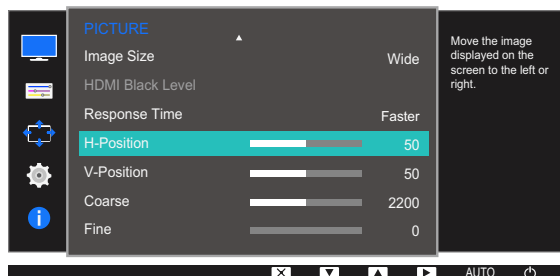 PICTURE
Image Size Wide
HDMI Black Level
Response Time Faster
H-Position 50
V-Position 50
Coarse 2200
Fine 0
Move the image
displayed on the
screen to the left or
right.
AUTO